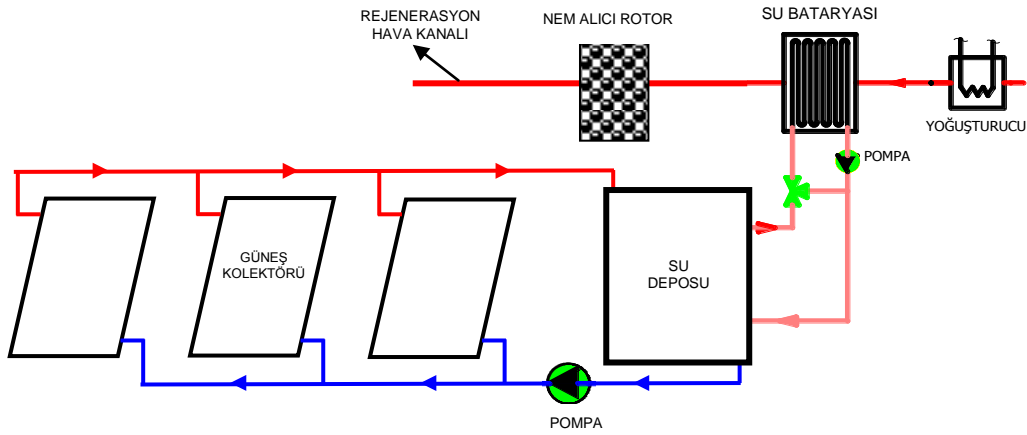 REJENERASYON
HAVA KANALI
NEM ALICI ROTOR
SU BATARYASI
YOĞUŞTURUCU
POMPA
GÜNEŞ
KOLEKTÖRÜ
SU
DEPOSU
POMPA